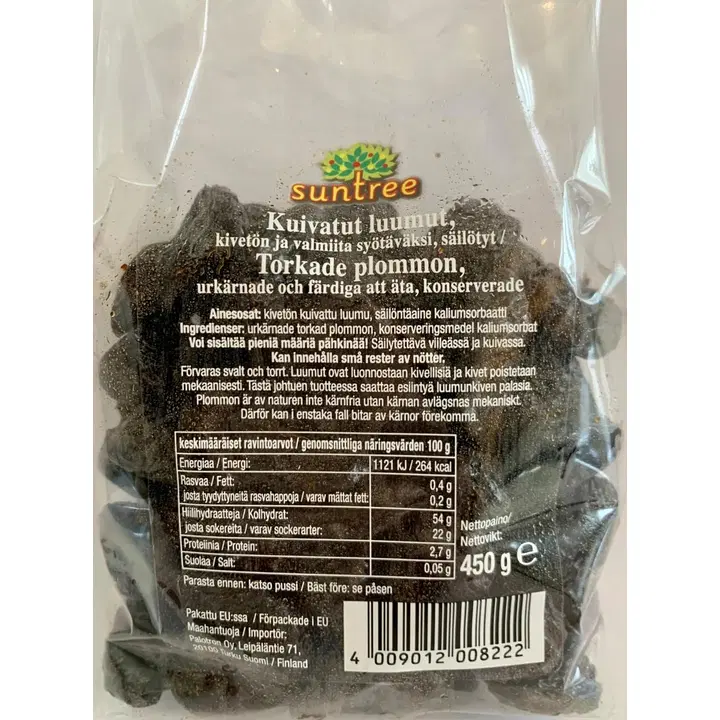 suntree
Kuivatut luumut,
kivetön ja valmiita syötäväksi, säilötyt /
Torkade plommon,
urkärnade och färdiga att äta, konserverade
Ainesosat: kivetön kuivattu luumu, säilöntäaine kaliumsorbaatti
Ingredienser: urkärnade torkad plommon, konserveringsmedel kaliumsorbat
Voi sisältää pieniä määriä pähkinää! Säilytettävä viileässä ja kuivassa.
Kan innehålla små rester av nötter.
Förvaras svalt och torrt. Luumut ovat luonnostaan kivellisiä ja kivet poistetaan
mekaanisesti. Tästä johtuen tuotteessa saattaa esiintyä luumunkiven palasia.
Plommon är av naturen inte kärnfria utan kärnan avlägsnas mekaniskt.
Därför kan i enstaka fall bitar av kärnor förekomma.
keskimääräiset ravintoarvot / genomsnittliga näringsvärden 100 g
Energiaa / Energi: 1121 kJ / 264 kcal
Rasvaa / Fett: 0,4 g
josta tyydyttyneitä rasvahappoja / varav mättat fett: 0,2 g
Hiilihydraatteja / Kolhydrat: 54 g
josta sokereita / varav sockerarter: 22 g
Proteiinia / Protein: 2,7 g
Suolaa / Salt: 0,05 g
Nettopaino/
Nettovikt:
450 g e
Parasta ennen: katso pussi / Bäst före: se påsen
Pakattu EU:ssa / Förpackade i EU
Maahantuoja / Importör:
Palotron Oy, Leipäläntie 71,
20100 Turku Suomi / Finland
4 009012 008222